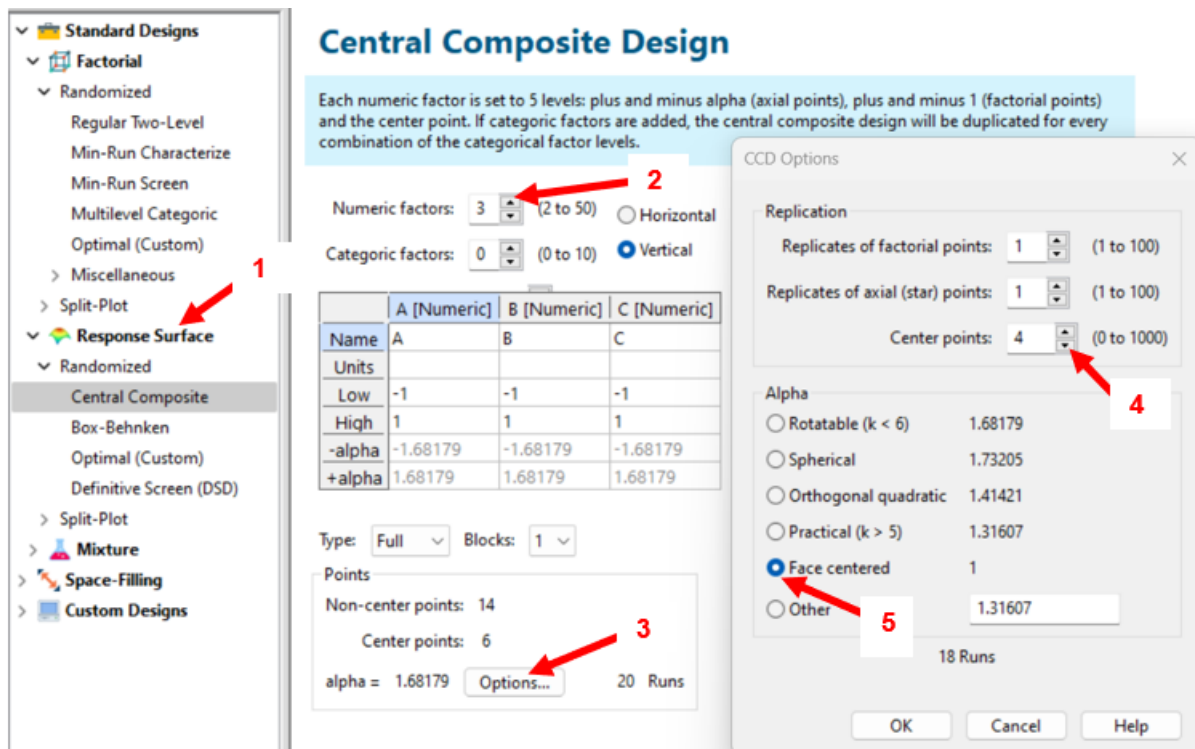 Standard Designs
Factorial
Randomized
Regular Two-Level
Min-Run Characterize
Min-Run Screen
Multilevel Categoric
Optimal (Custom)
Miscellaneous
Split-Plot
1
Response Surface
Randomized
Central Composite
Box-Behnken
Optimal (Custom)
Definitive Screen (DSD)
Split-Plot
Mixture
Space-Filling
Custom Designs
Central Composite Design
Each numeric factor is set to 5 levels: plus and minus alpha (axial points), plus and minus 1 (factorial points)
and the center point. If categoric factors are added, the central composite design will be duplicated for every
combination of the categorical factor levels.
2
Numeric factors: 3 (2 to 50) Horizontal
Categoric factors: 0 (0 to 10) Vertical
A [Numeric] B [Numeric] C [Numeric]
Name A B C
Units
Low -1 -1 -1
High 1 1 1
-alpha -1.68179 -1.68179 -1.68179
+alpha 1.68179 1.68179 1.68179
Type: Full Blocks: 1
Points
Non-center points: 14
Center points: 6
3
alpha = 1.68179 Options... 20 Runs
CCD Options
Replication
Replicates of factorial points: 1 (1 to 100)
Replicates of axial (star) points: 1 (1 to 100)
Center points: 4 (0 to 1000)
4
Alpha
Rotatable (k < 6) 1.68179
Spherical 1.73205
Orthogonal quadratic 1.41421
Practical (k > 5) 1.31607
Face centered 1
Other 1.31607
5
18 Runs
OK Cancel Help